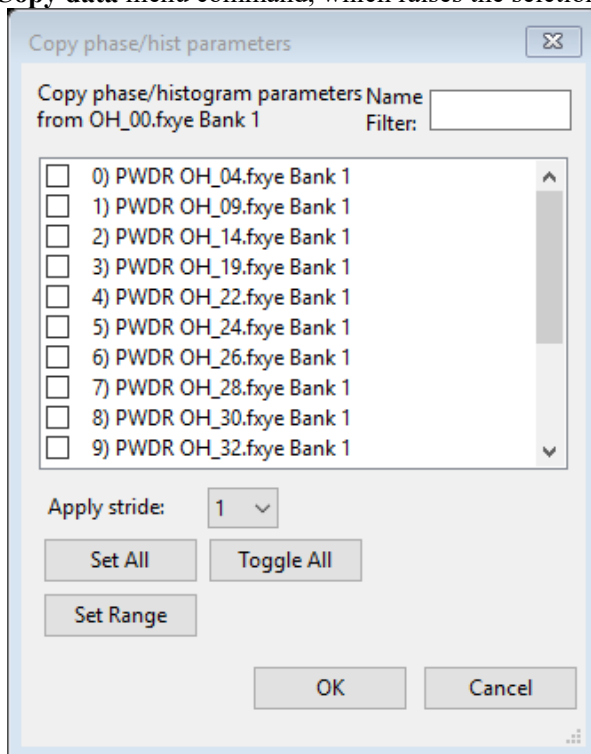 Copy data menu command, which raises the selection
Copy phase/hist parameters
Copy phase/histogram parameters Name
from OH_00.fxye Bank 1 Filter:
0) PWDR OH_04.fxye Bank 1
1) PWDR OH_09.fxye Bank 1
2) PWDR OH_14.fxye Bank 1
3) PWDR OH_19.fxye Bank 1
4) PWDR OH_22.fxye Bank 1
5) PWDR OH_24.fxye Bank 1
6) PWDR OH_26.fxye Bank 1
7) PWDR OH_28.fxye Bank 1
8) PWDR OH_30.fxye Bank 1
9) PWDR OH_32.fxye Bank 1
Apply stride: 1
Set All Toggle All
Set Range
OK Cancel